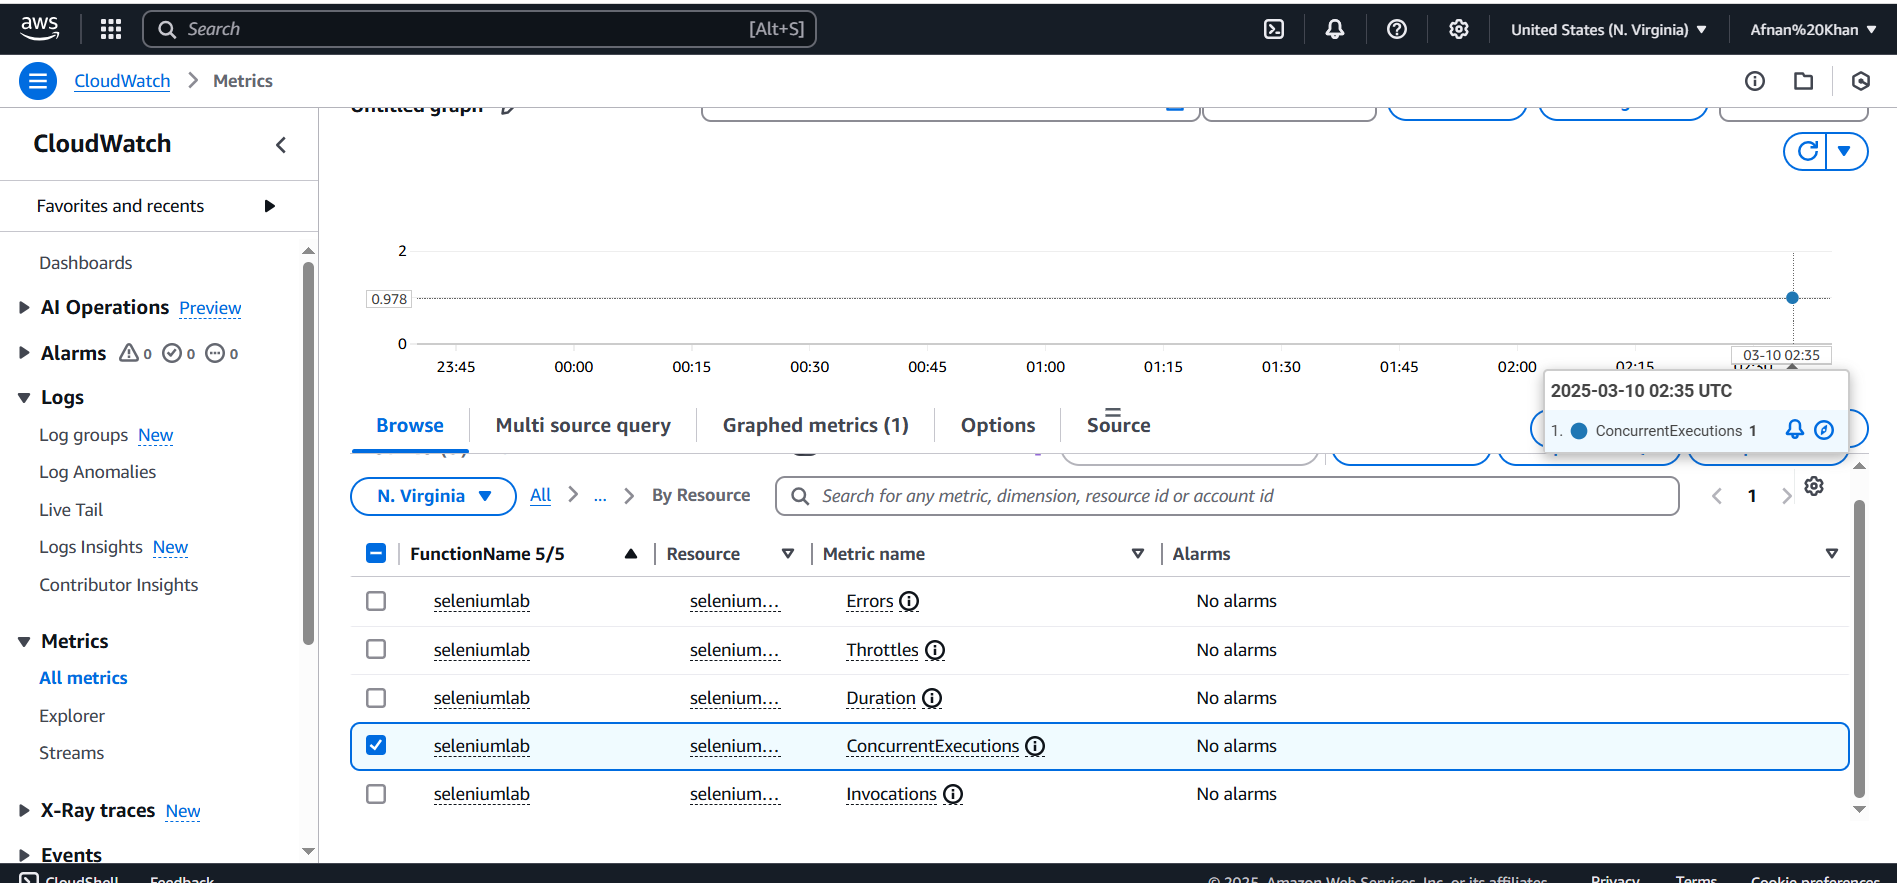 aws
Search [Alt+S] United States (N. Virginia) Afnan%20Khan
CloudWatch Metrics
CloudWatch
Favorites and recents
Dashboards
AI Operations Preview
Alarms 0 0 0
Logs
Log groups New
Log Anomalies
Live Tail
Logs Insights New
Contributor Insights
Metrics
All metrics
Explorer
Streams
X-Ray traces New
Events
Untitled graph
2
0.978
0
23:45 00:00 00:15 00:30 00:45 01:00 01:15 01:30 01:45 02:00 02:15 02:30
03-10 02:35
2025-03-10 02:35 UTC
1. ConcurrentExecutions 1
Browse Multi source query Graphed metrics (1) Options Source
N. Virginia All ... By Resource Search for any metric, dimension, resource id or account id 1
FunctionName 5/5 Resource Metric name Alarms
seleniumlab selenium... Errors No alarms
seleniumlab selenium... Throttles No alarms
seleniumlab selenium... Duration No alarms
seleniumlab selenium... ConcurrentExecutions No alarms
seleniumlab selenium... Invocations No alarms
CloudShell Feedback © 2025, Amazon Web Services, Inc. or its affiliates. Privacy Terms Cookie preferences